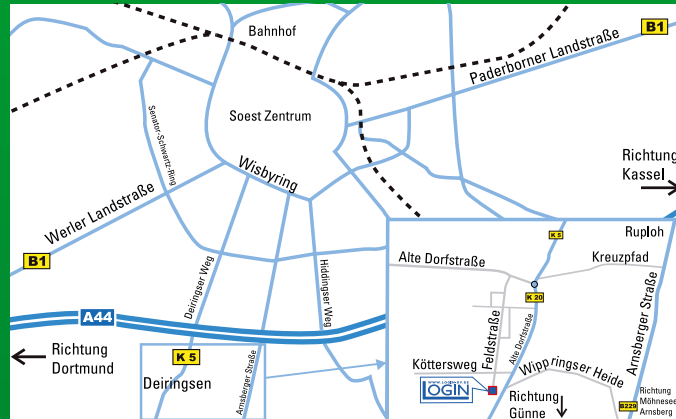 Bahnhof
B1
Paderborner Landstraße
Soest Zentrum
Senator-Schwartz-Ring
Wisbyring
Richtung
Kassel
Werler Landstraße
B1
Deiringser Weg
Hiddingser Weg
A44
Richtung
Dortmund
K 5
Deiringsen
Arnsberger Straße
K 5
Ruploh
Alte Dorfstraße
Kreuzpfad
K 20
Feldstraße
Alte Dorfstraße
Arnsberger Straße
Köttersweg
Wippringser Heide
LOGIN
Richtung
Günne
B229
Richtung
Möhnesee
Arnsberg